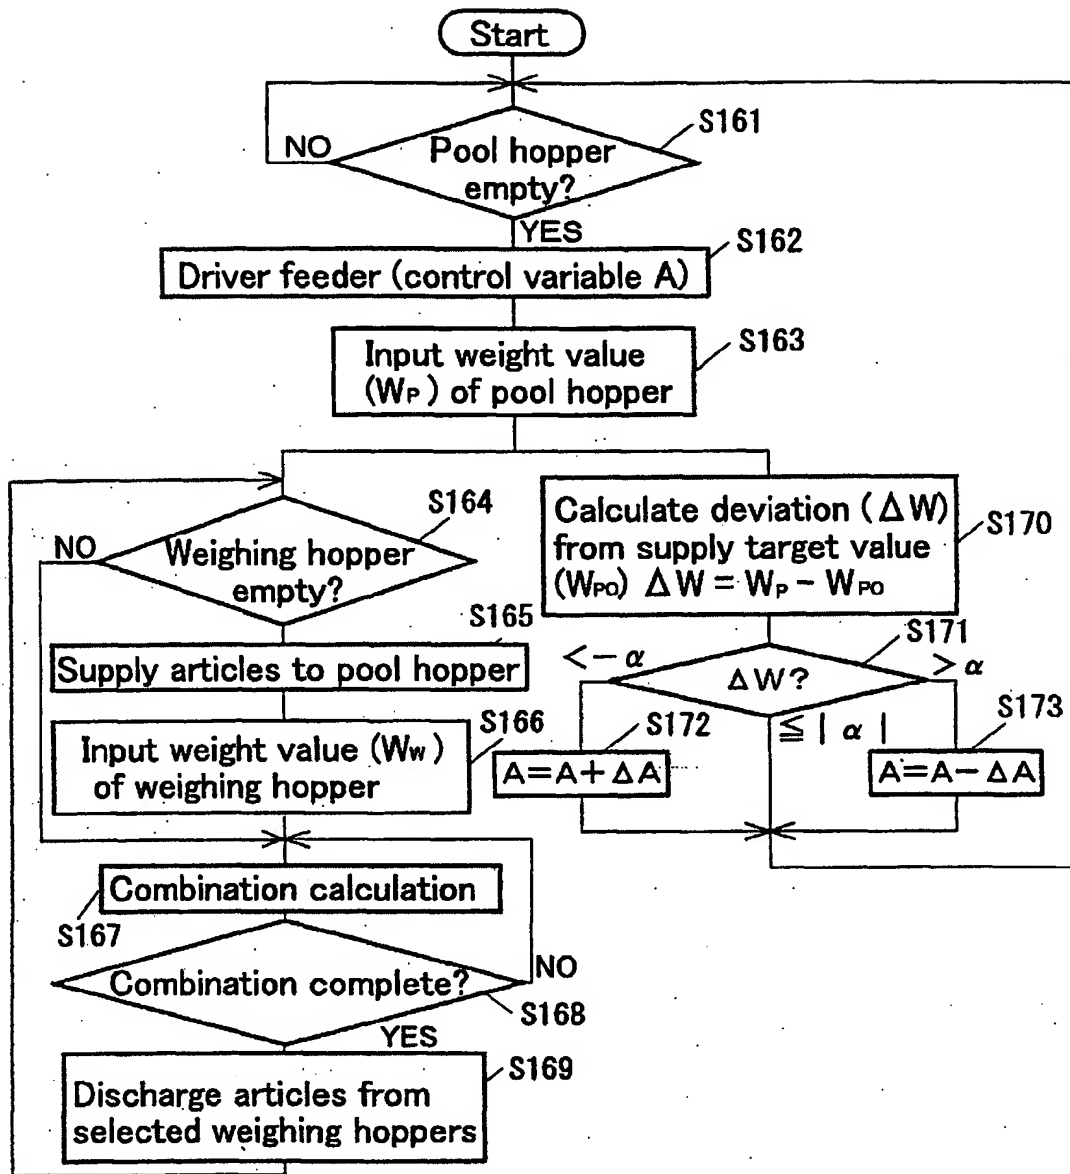 Start
S161
NO
Pool hopper
empty?
YES
S162
Driver feeder (control variable A)
S163
Input weight value
(WP) of pool hopper
S164
NO
Weighing hopper
empty?
S165
Supply articles to pool hopper
S166
Input weight value (WW)
of weighing hopper
Combination calculation
S167
Combination complete?
NO
S168
YES
S169
Discharge articles from
selected weighing hoppers
Calculate deviation (ΔW)
from supply target value
(WPO) ΔW = WP - WPO
S170
S171
<-α
ΔW?
>α
S172
≦ | α |
S173
A=A+ΔA
A=A-ΔA